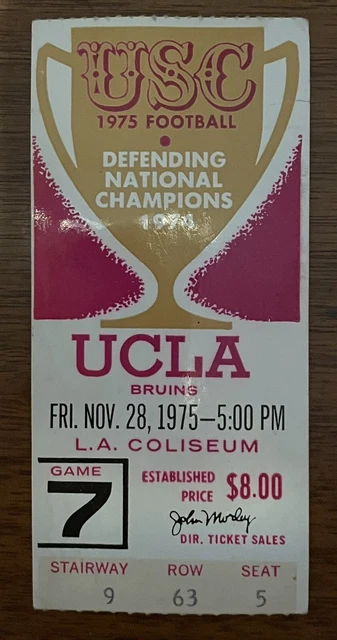 USC
1975 FOOTBALL
DEFENDING
NATIONAL
CHAMPIONS
1974
UCLA
BRUINS
FRI. NOV. 28, 1975—5:00 PM
L.A. COLISEUM
GAME
7
ESTABLISHED
PRICE $8.00
John Morley
DIR. TICKET SALES
STAIRWAY ROW SEAT
9 63 5